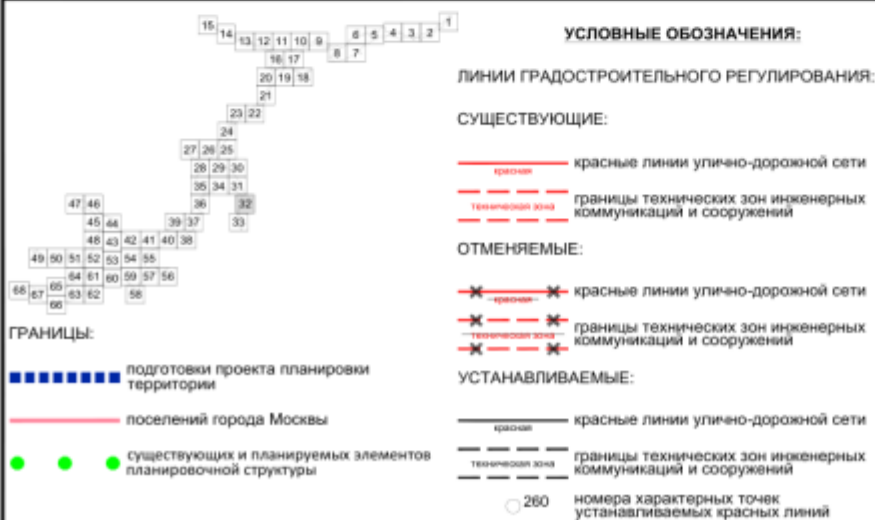 1
15
14 6 5 4 3 2
13 12 11 10 9
8 7
16 17
20 19 18
21
23 22
24
27 26 25
28 29 30
35 34 31
47 46 36 32
45 44 39 37 33
48 43 42 41 40 38
49 50 51 52 53 54 55
64 61 60 59 57 56
68 67 65 63 62 58
66
ГРАНИЦЫ:
подготовки проекта планировки
территории
поселений города Москвы
существующих и планируемых элементов
планировочной структуры
УСЛОВНЫЕ ОБОЗНАЧЕНИЯ:
ЛИНИИ ГРАДОСТРОИТЕЛЬНОГО РЕГУЛИРОВАНИЯ:
СУЩЕСТВУЮЩИЕ:
красная
красные линии улично-дорожной сети
техническая зона
границы технических зон инженерных
коммуникаций и сооружений
ОТМЕНЯЕМЫЕ:
красная
красные линии улично-дорожной сети
техническая зона
границы технических зон инженерных
коммуникаций и сооружений
УСТАНАВЛИВАЕМЫЕ:
красная
красные линии улично-дорожной сети
техническая зона
границы технических зон инженерных
коммуникаций и сооружений
260
номера характерных точек
устанавливаемых красных линий